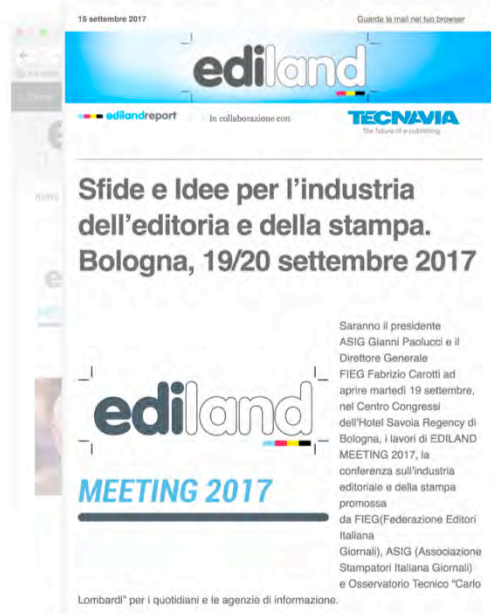 15 settembre 2017
Guarda la mail nel tuo browser
ediland
edilandreport
in collaborazione con
TECNAVIA
The future of e-publishing
Sfide e Idee per l'industria
dell'editoria e della stampa.
Bologna, 19/20 settembre 2017
ediland
MEETING 2017
Saranno il presidente
ASIG Gianni Paolucci e il
Direttore Generale
FIEG Fabrizio Carotti ad
aprire martedì 19 settembre,
nel Centro Congressi
dell'Hotel Savoia Regency di
Bologna, i lavori di EDILAND
MEETING 2017, la
conferenza sull'industria
editoriale e della stampa
promossa
da FIEG(Federazione Editori
Italiana
Giornali), ASIG (Associazione
Stampatori Italiana Giornali)
e Osservatorio Tecnico "Carlo
Lombardi" per i quotidiani e le agenzie di informazione.